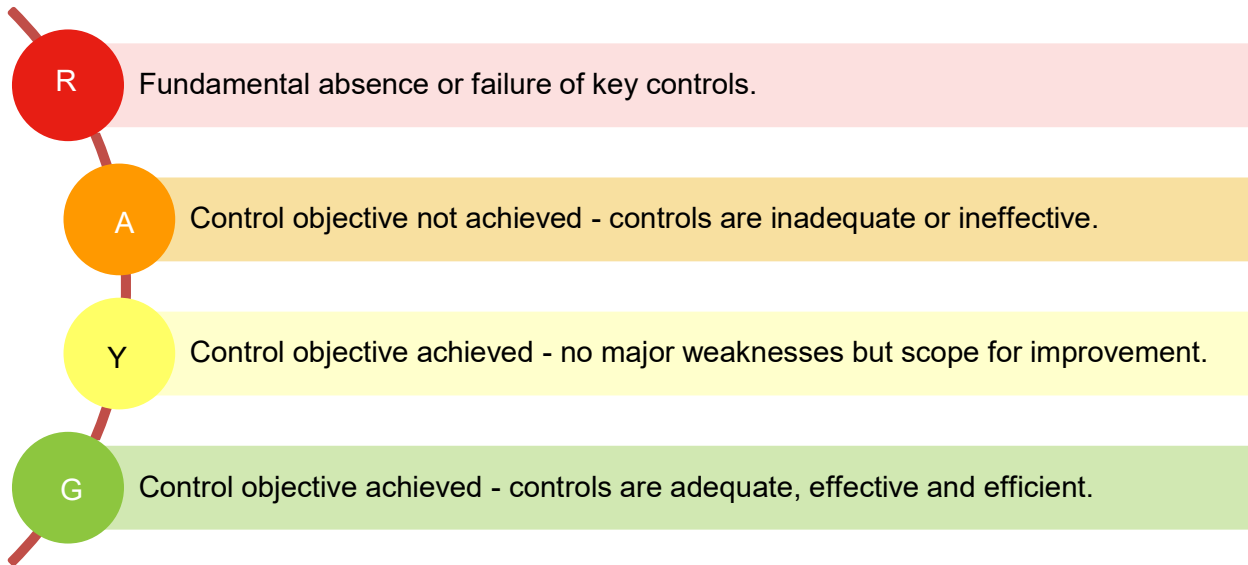 R
Fundamental absence or failure of key controls.
A
Control objective not achieved - controls are inadequate or ineffective.
Y
Control objective achieved - no major weaknesses but scope for improvement.
G
Control objective achieved - controls are adequate, effective and efficient.